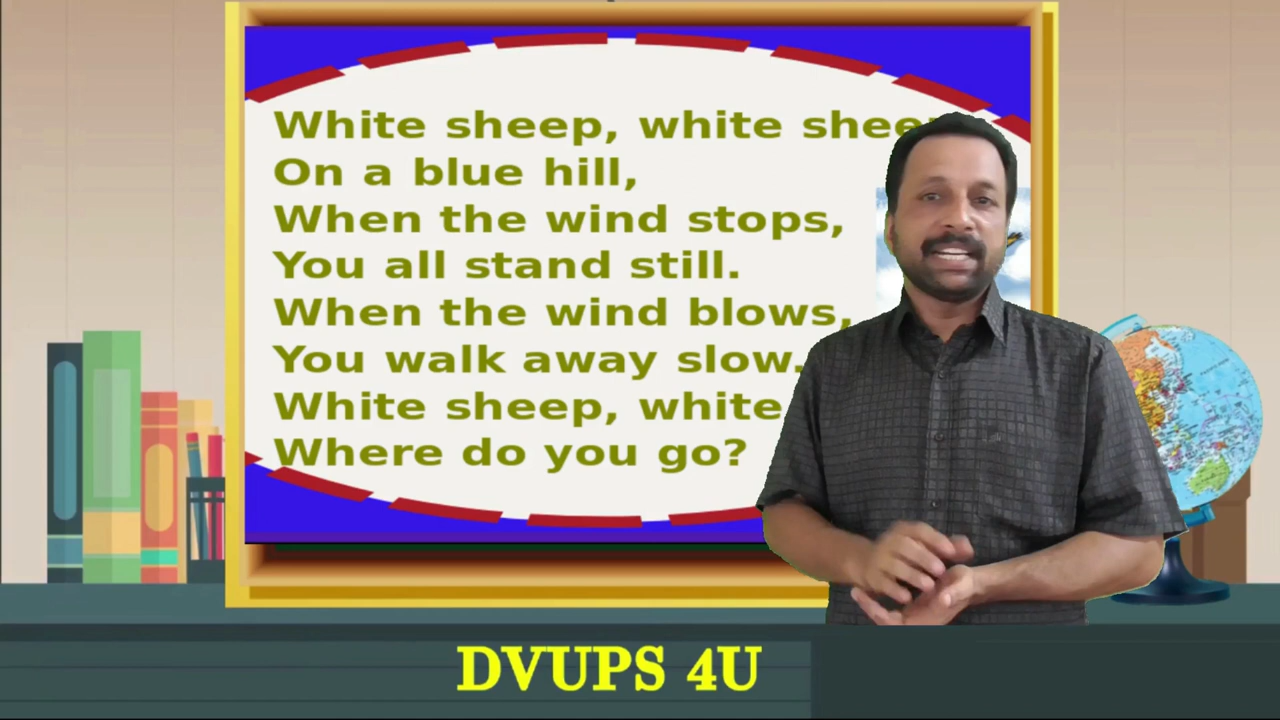 White sheep, white
On a blue hill,
When the wind stops,
You all stand still.
When the wind blows,
You walk away slow.
White sheep, white
Where do you go?
DVUPS 4U